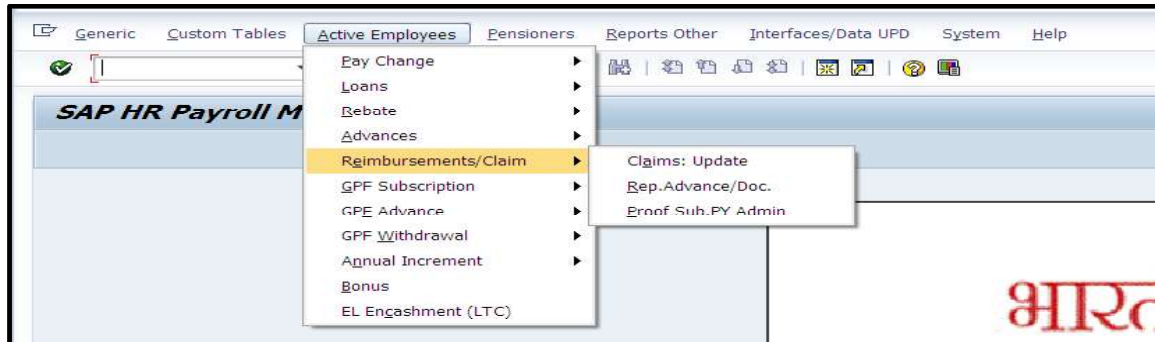 Generic Custom Tables Active Employees Pensioners Reports Other Interfaces/Data UPD System Help
SAP HR Payroll M
Pay Change
Loans
Rebate
Advances
Reimbursements/Claim
GPF Subscription
GPF Advance
GPF Withdrawal
Annual Increment
Bonus
EL Encashment (LTC)
Claims: Update
Rep.Advance/Doc.
Proof Sub.PY Admin
भारत